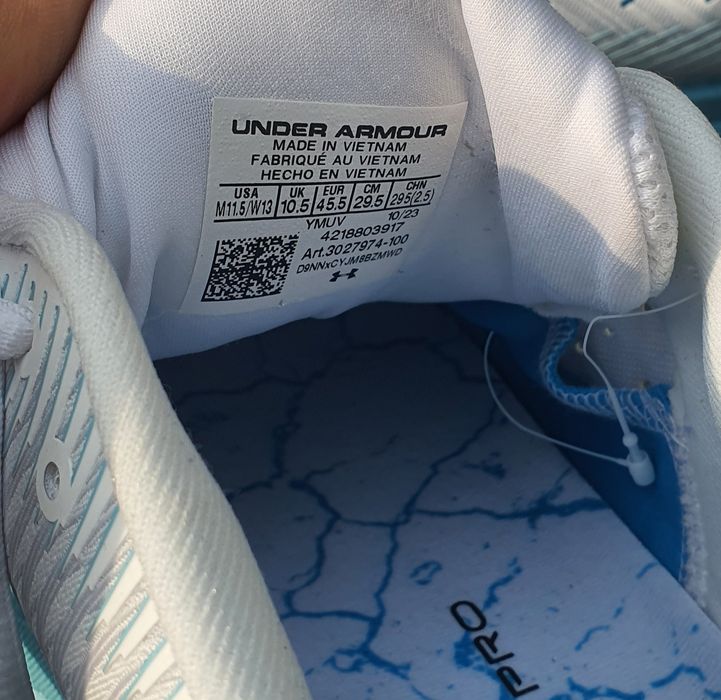 UNDER ARMOUR
MADE IN VIETNAM
FABRIQUÉ AU VIETNAM
HECHO EN VIETNAM
USA UK EUR CM CHN
M11.5/W13 10.5 45.5 29.5 295(2.5)
YMUV 10/23
4218803917
Art.3027974-100
D9NNxCYJM8BZMWD
PRO